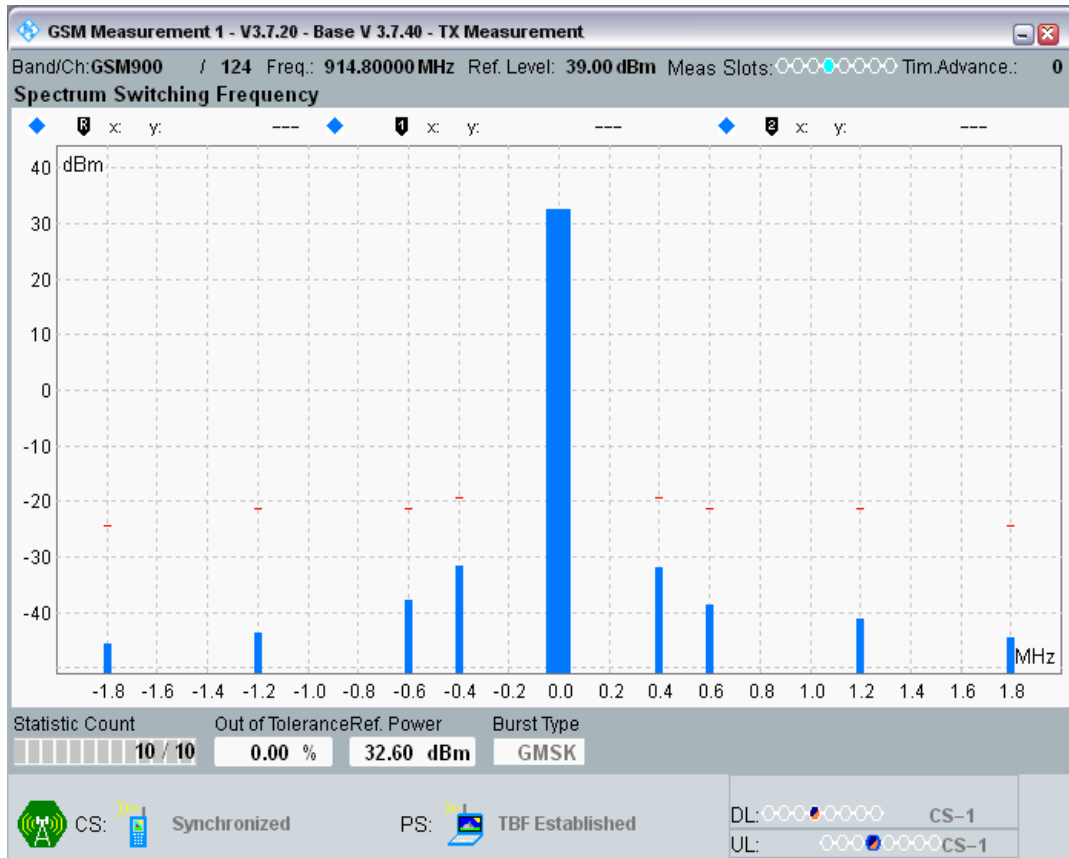 GSM Measurement 1 - V3.7.20 - Base V 3.7.40 - TX Measurement
Band/Ch:GSM900 / 124 Freq.: 914.80000 MHz Ref. Level: 39.00 dBm Meas Slots: Tim.Advance.: 0
Spectrum Switching Frequency
R x: y: --- 1 x: y: --- 2 x: y: ---
dBm
40
30
20
10
0
-10
-20
-30
-40
MHz
-1.8 -1.6 -1.4 -1.2 -1.0 -0.8 -0.6 -0.4 -0.2 0.0 0.2 0.4 0.6 0.8 1.0 1.2 1.4 1.6 1.8
Statistic Count Out of Tolerance Ref. Power Burst Type
10 / 10 0.00 % 32.60 dBm GMSK
CS: Synchronized PS: TBF Established
DL: CS-1
UL: CS-1